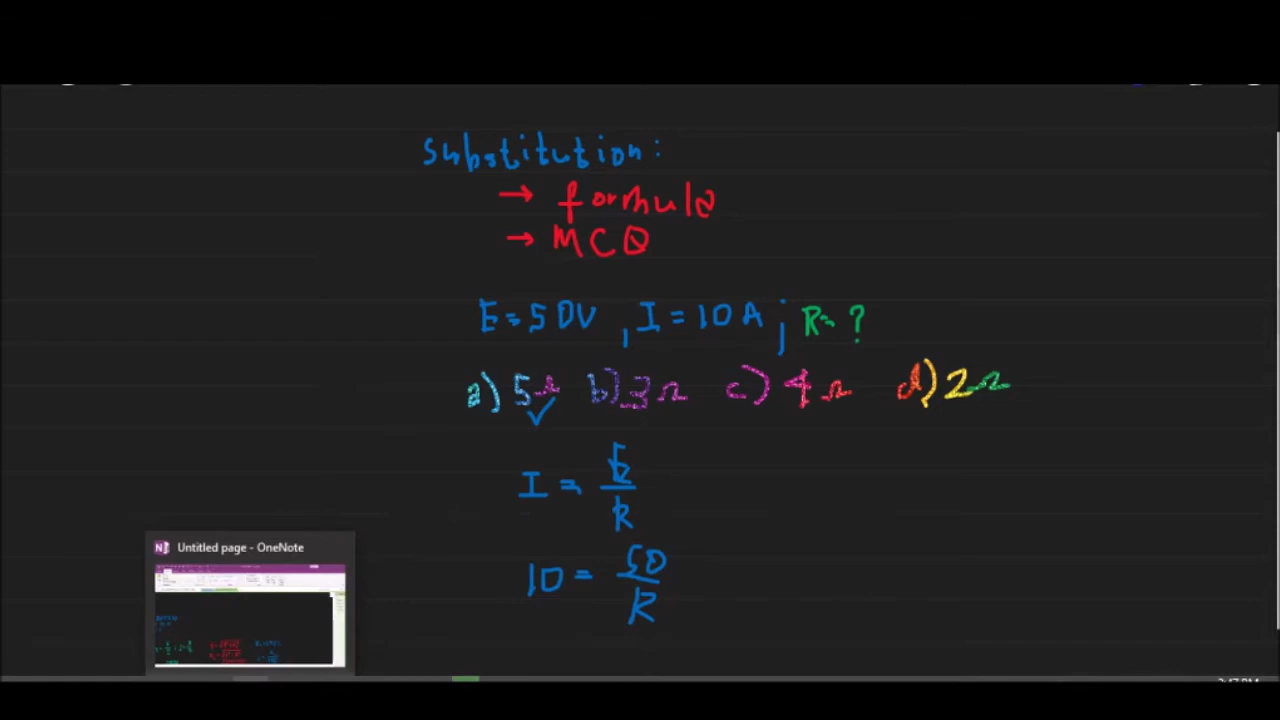 Substitution:
→ formula
→ MCQ
E = 50V , I = 10A ; R = ?
a) 5Ω b) 3Ω c) 4Ω d) 2Ω
✓
I = E/R
10 = 50/R
Untitled page - OneNote